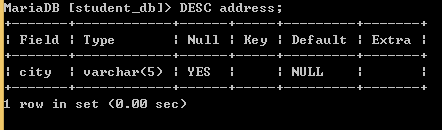 MariaDB [student_db]> DESC address;
+-------+------------+------+-----+---------+-------+
| Field | Type       | Null | Key | Default | Extra |
+-------+------------+------+-----+---------+-------+
| city  | varchar(5) | YES  |     | NULL    |       |
+-------+------------+------+-----+---------+-------+
1 row in set (0.00 sec)